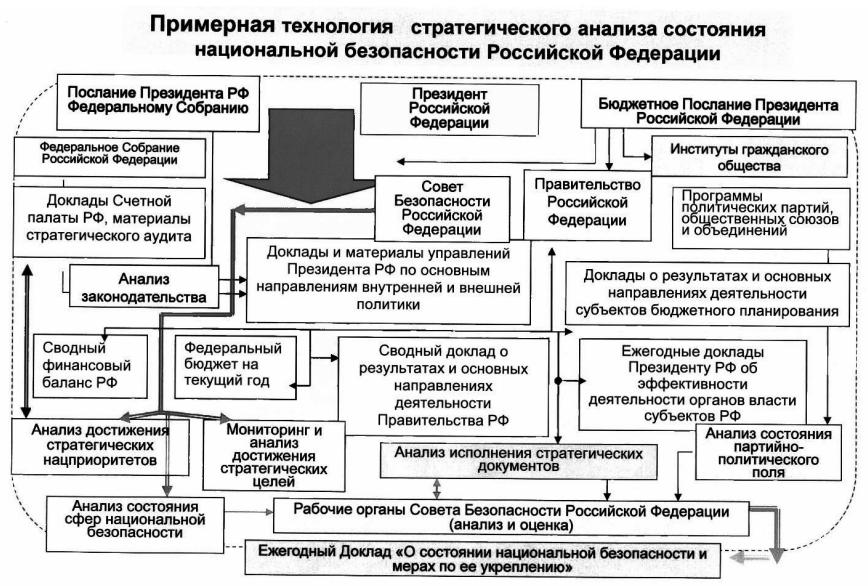 Примерная технология стратегического анализа состояния
национальной безопасности Российской Федерации
Послание Президента РФ
Федеральному Собранию
Президент
Российской
Федерации
Бюджетное Послание Президента
Российской Федерации
Федеральное Собрание
Российской Федерации
Институты гражданского
общества
Доклады Счетной
палаты РФ, материалы
стратегического аудита
Совет
Безопасности
Российской
Федерации
Правительство
Российской
Федерации
Программы
политических партий,
общественных союзов
и объединений
Анализ
законодательства
Доклады и материалы управлений
Президента РФ по основным
направлениям внутренней и внешней
политики
Доклады о результатах и основных
направлениях деятельности
субъектов бюджетного планирования
Сводный
финансовый
баланс РФ
Федеральный
бюджет на
текущий год
Сводный доклад о
результатах и основных
направлениях
деятельности
Правительства РФ
Ежегодные доклады
Президенту РФ об
эффективности
деятельности органов власти
субъектов РФ
Анализ достижения
стратегических
нацприоритетов
Мониторинг и
анализ
достижения
стратегических
целей
Анализ исполнения стратегических
документов
Анализ состояния
партийно-
политического
поля
Анализ состояния
сфер национальной
безопасности
Рабочие органы Совета Безопасности Российской Федерации
(анализ и оценка)
Ежегодный Доклад «О состоянии национальной безопасности и
мерах по ее укреплению»